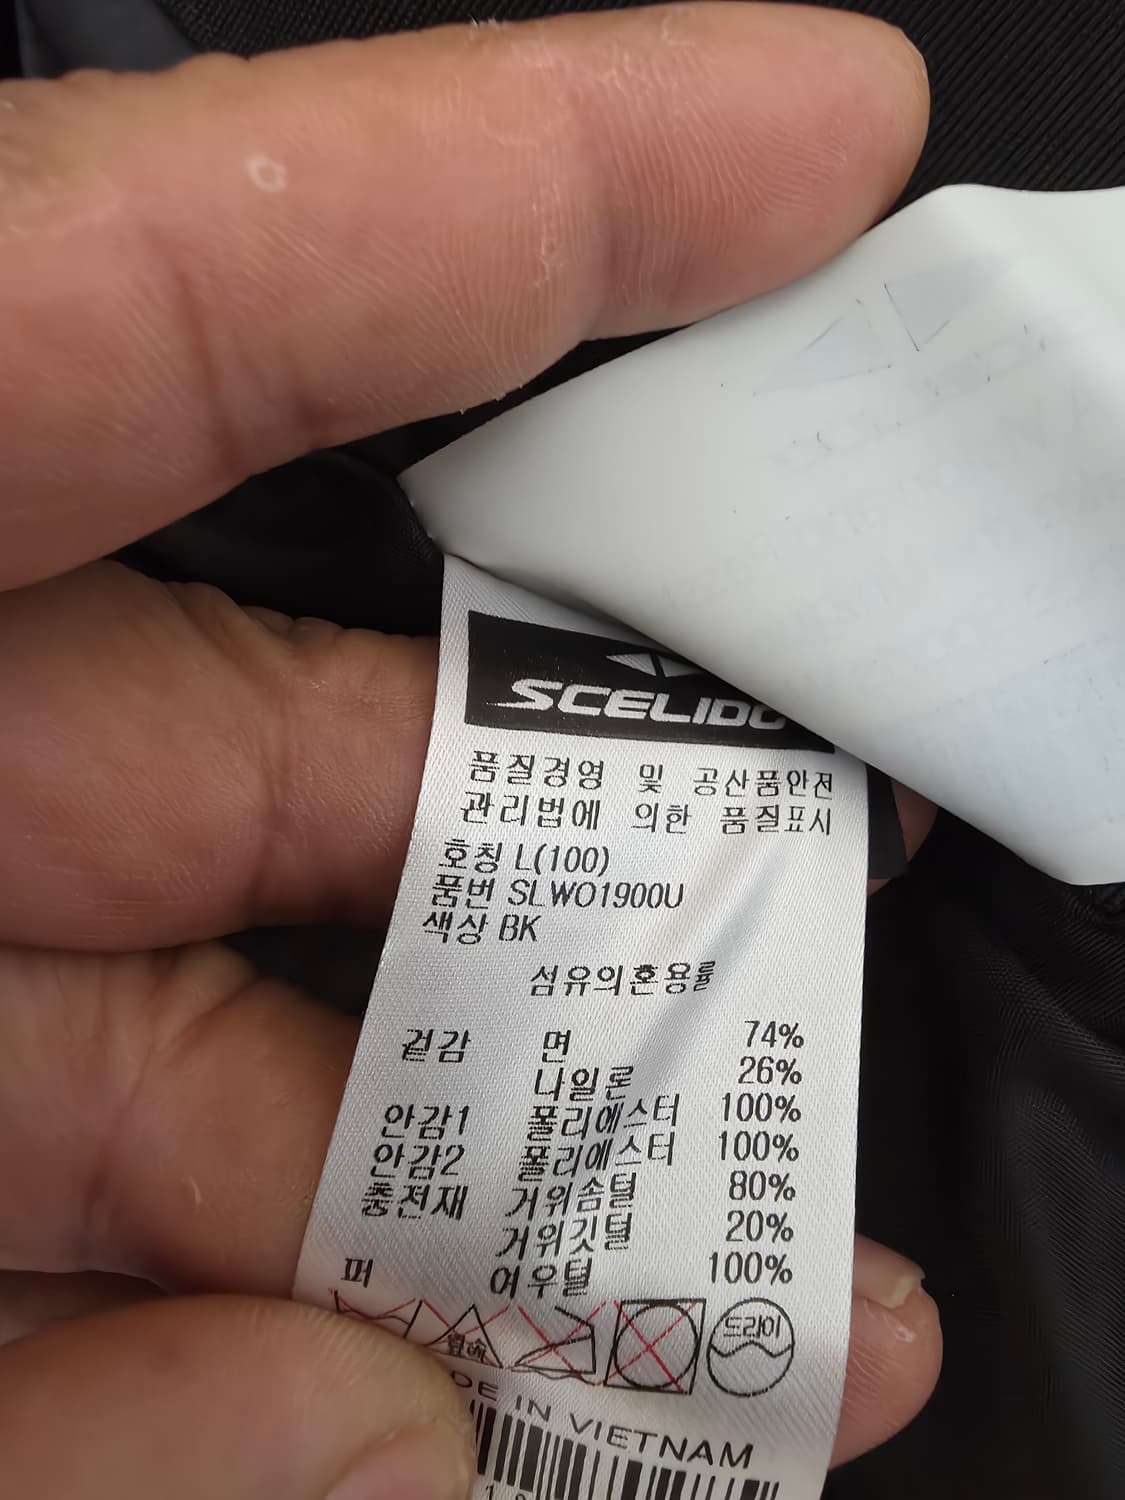 SCELIDO
품질경영 및 공산품안전
관리법에 의한 품질표시
호칭 L(100)
품번 SLWO1900U
색상 BK
섬유의혼용률
겉감 면 74%
나일론 26%
안감1 폴리에스터 100%
안감2 폴리에스터 100%
충전재 거위솜털 80%
거위깃털 20%
퍼 여우털 100%
드라이
DE IN VIETNAM